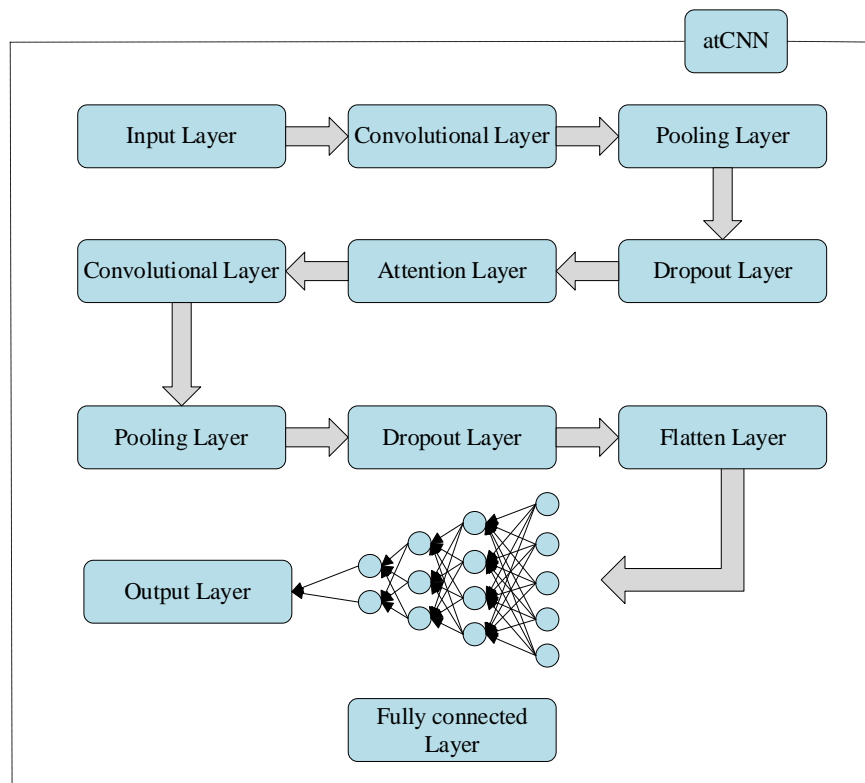 atCNN
Input Layer
Convolutional Layer
Pooling Layer
Convolutional Layer
Attention Layer
Dropout Layer
Pooling Layer
Dropout Layer
Flatten Layer
Output Layer
Fully connected
Layer